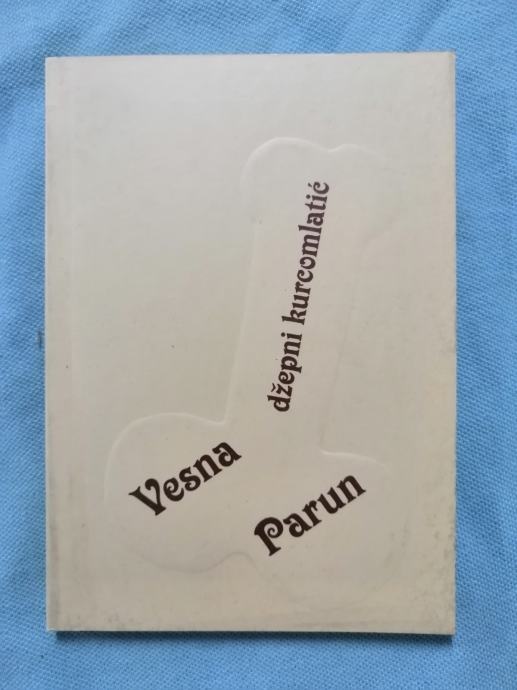 džepni kurcomlatić
Vesna
Parun